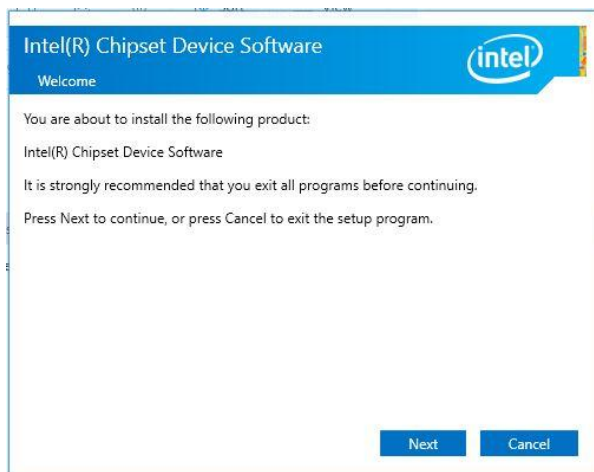 Intel(R) Chipset Device Software
intel
Welcome
You are about to install the following product:
Intel(R) Chipset Device Software
It is strongly recommended that you exit all programs before continuing.
Press Next to continue, or press Cancel to exit the setup program.
Next
Cancel